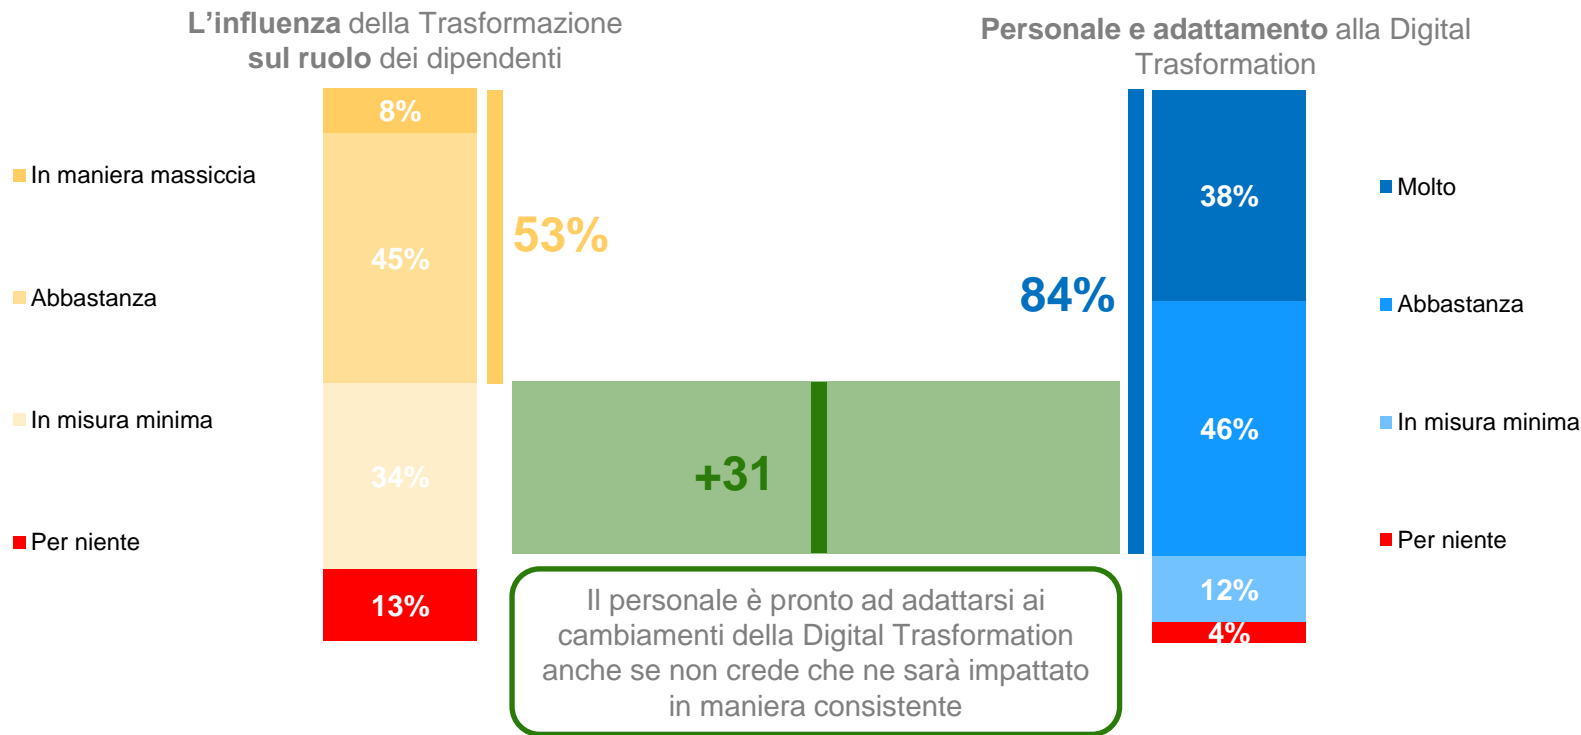 L’influenza della Trasformazione
sul ruolo dei dipendenti
Personale e adattamento alla Digital
Trasformation
8%
In maniera massiccia
38%
Molto
53%
45%
84%
Abbastanza
Abbastanza
In misura minima
46%
In misura minima
34%
+31
Per niente
Per niente
13%
12%
4%
Il personale è pronto ad adattarsi ai
cambiamenti della Digital Trasformation
anche se non crede che ne sarà impattato
in maniera consistente